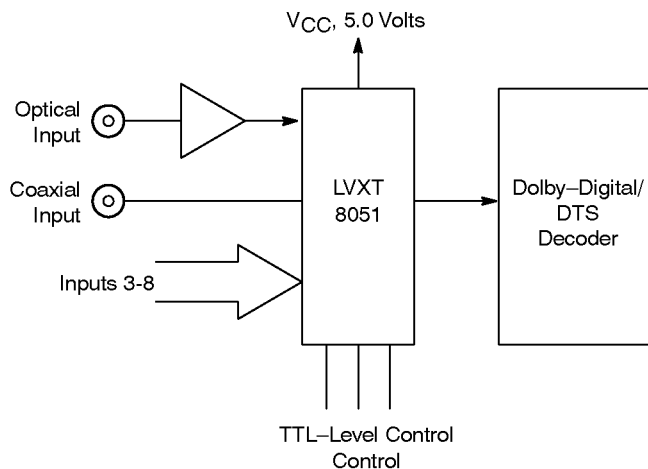 VCC, 5.0 Volts
Optical
Input
Coaxial
Input
Inputs 3-8
LVXT
8051
Dolby–Digital/
DTS
Decoder
TTL–Level Control
Control